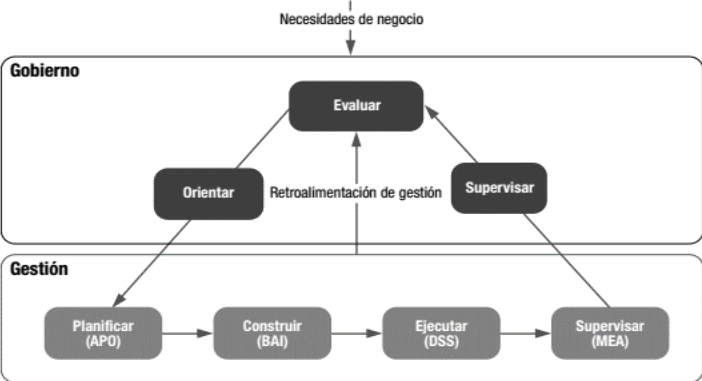 Necesidades de negocio
Gobierno
Evaluar
Orientar
Retroalimentación de gestión
Supervisar
Gestión
Planificar
(APO)
Construir
(BAI)
Ejecutar
(DSS)
Supervisar
(MEA)